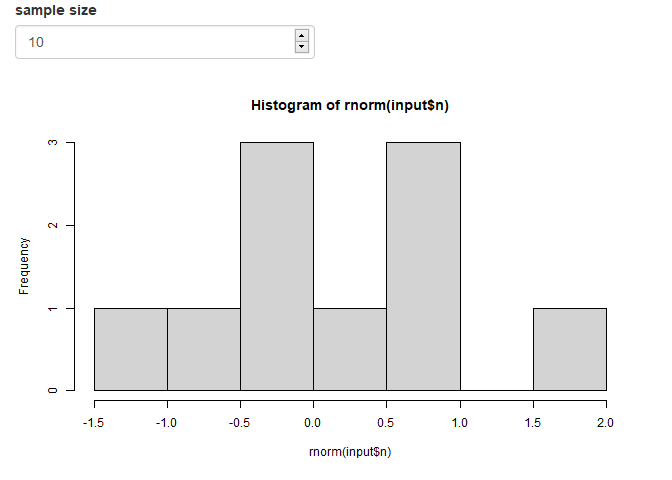 sample size
10
Histogram of rnorm(input$n)
3
2
1
0
Frequency
-1.5 -1.0 -0.5 0.0 0.5 1.0 1.5 2.0
rnorm(input$n)